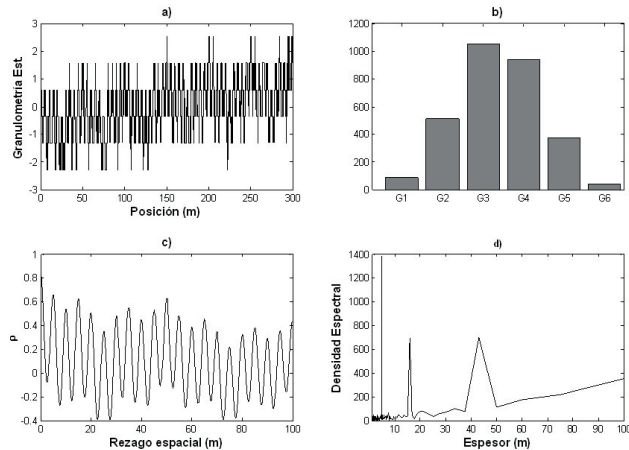 a)
3
2
1
0
-1
-2
-3
0 50 100 150 200 250 300
Granulometría Est.
Posición (m)
b)
1200
1000
800
600
400
200
0
G1 G2 G3 G4 G5 G6
c)
1
0.8
0.6
0.4
0.2
0
-0.2
-0.4
0 20 40 60 80 100
ρ
Rezago espacial (m)
d)
1400
1200
1000
800
600
400
200
0
10 20 30 40 50 60 70 80 90 100
Densidad Espectral
Espesor (m)